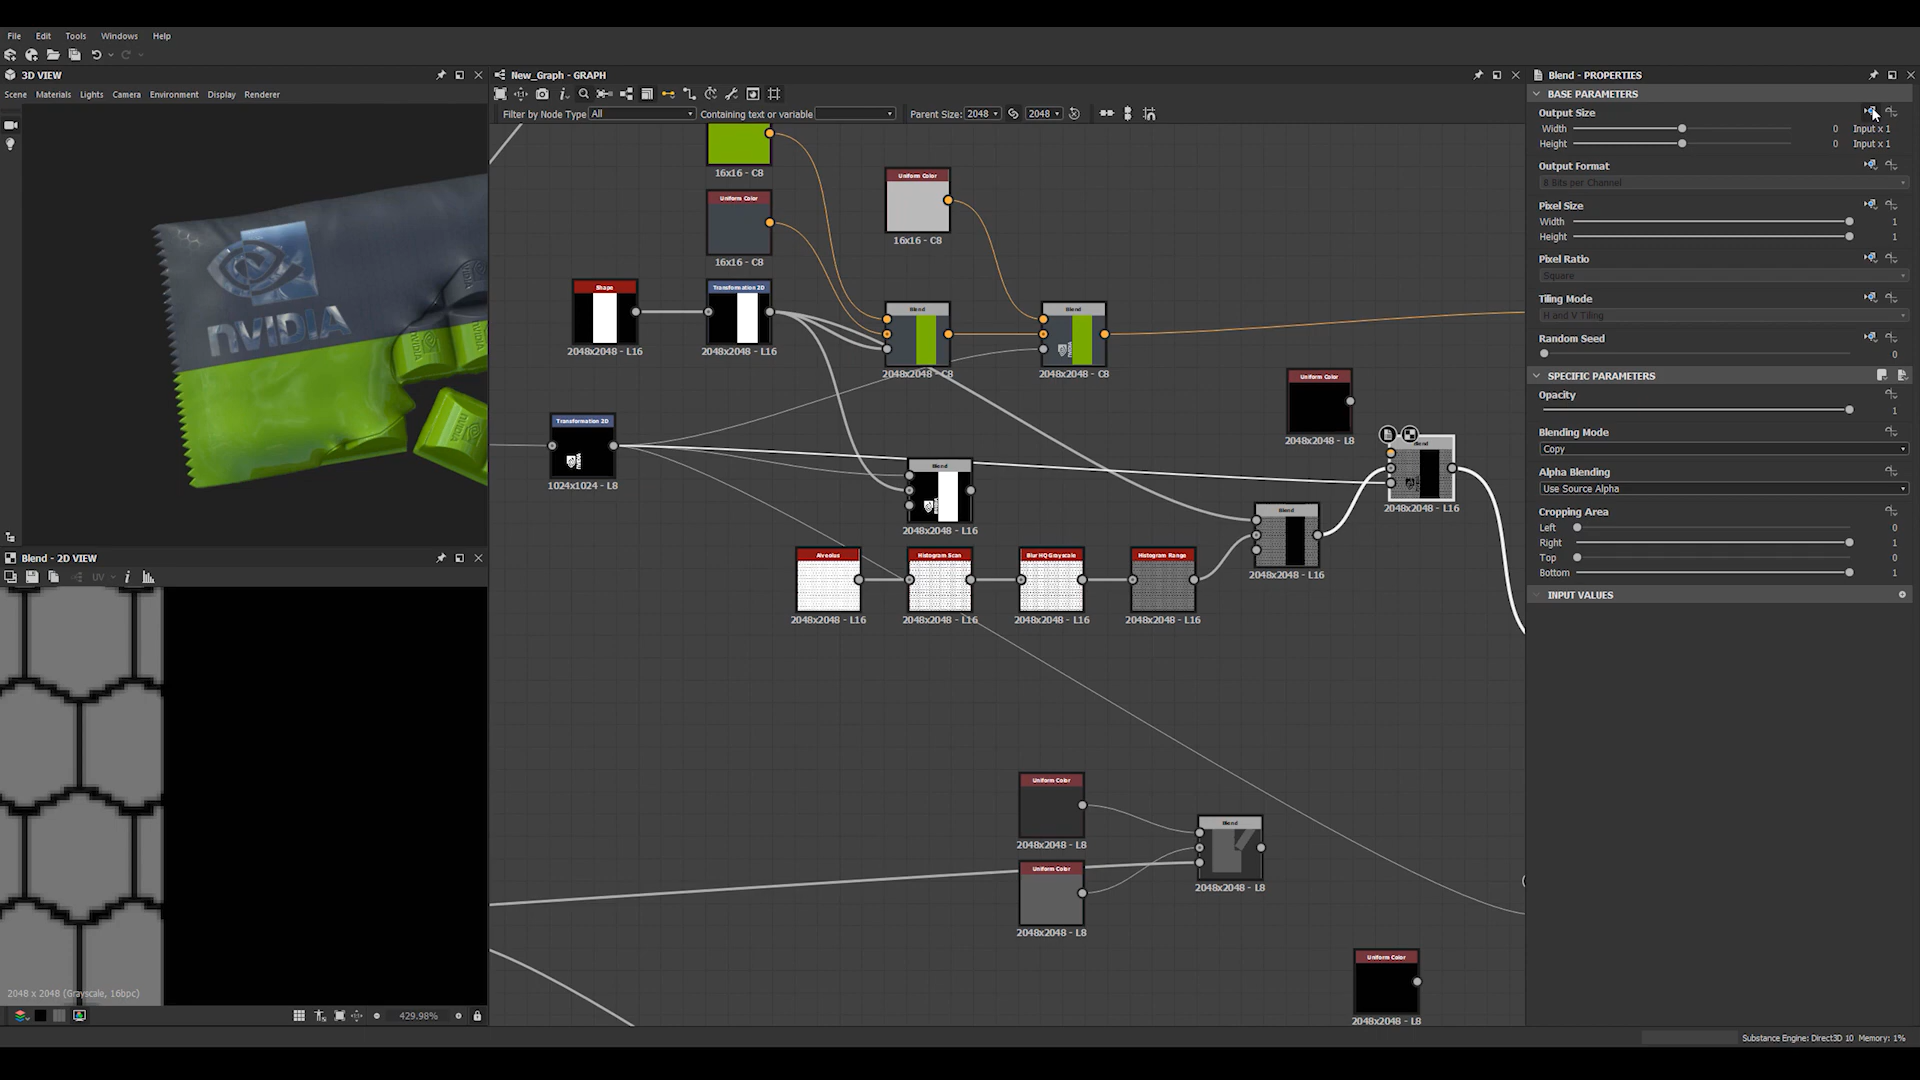 File Edit Tools Windows Help
3D VIEW
Scene Materials Lights Camera Environment Display Renderer
NVIDIA
Blend - 2D VIEW
UV
2048 x 2048 (Grayscale, 16bpc)
429.98%
New_Graph - GRAPH
Filter by Node Type All Containing text or variable Parent Size: 2048 2048
16x16 - C8
Uniform Color
16x16 - C8
Uniform Color
16x16 - C8
Shape
2048x2048 - L16
Transformation 2D
2048x2048 - L16
Blend
2048x2048 - C8
Blend
2048x2048 - C8
Uniform Color
2048x2048 - L8
Transformation 2D
1024x1024 - L8
Blend
2048x2048 - L16
Blend
2048x2048 - L16
Blend
2048x2048 - L16
Alveolus
2048x2048 - L16
Histogram Scan
2048x2048 - L16
Blur HQ Grayscale
2048x2048 - L16
Histogram Range
2048x2048 - L16
Uniform Color
2048x2048 - L8
Blend
2048x2048 - L8
Uniform Color
2048x2048 - L8
Uniform Color
2048x2048 - L8
Blend - PROPERTIES
BASE PARAMETERS
Output Size
Width 0 Input x 1
Height 0 Input x 1
Output Format
8 Bits per Channel
Pixel Size
Width 1
Height 1
Pixel Ratio
Square
Tiling Mode
H and V Tiling
Random Seed
0
SPECIFIC PARAMETERS
Opacity
1
Blending Mode
Copy
Alpha Blending
Use Source Alpha
Cropping Area
Left 0
Right 1
Top 0
Bottom 1
INPUT VALUES
Substance Engine: Direct3D 10 Memory: 1%